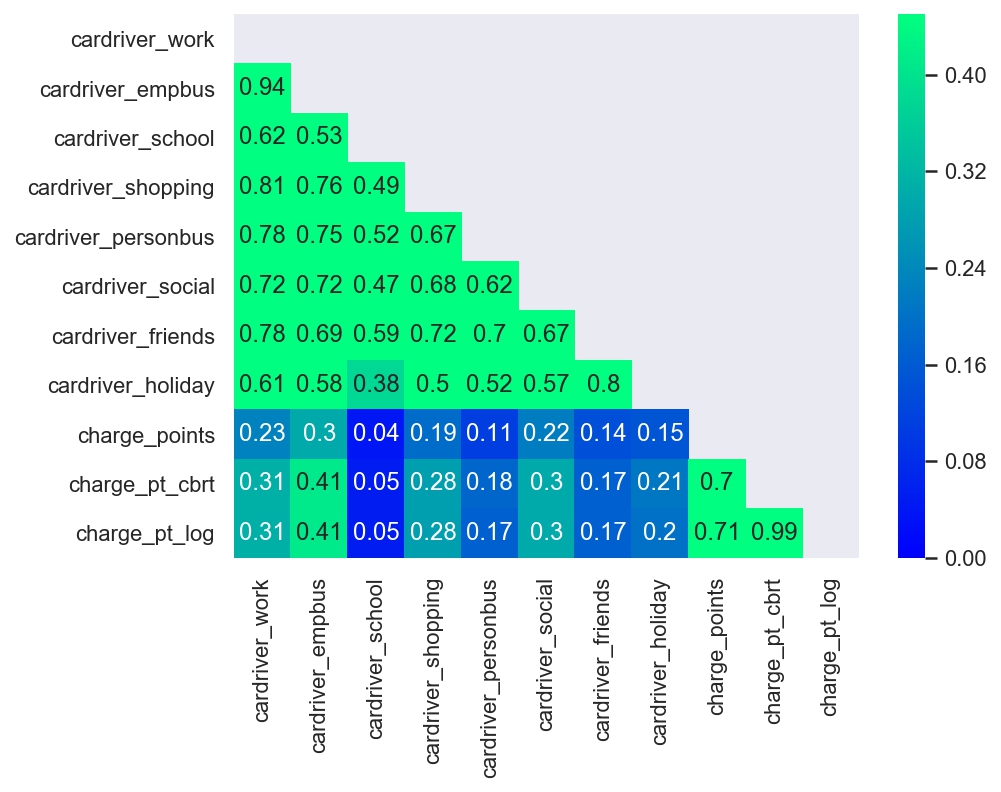 cardriver_work
cardriver_empbus 0.94
cardriver_school 0.62 0.53
cardriver_shopping 0.81 0.76 0.49
cardriver_personbus 0.78 0.75 0.52 0.67
cardriver_social 0.72 0.72 0.47 0.68 0.62
cardriver_friends 0.78 0.69 0.59 0.72 0.7 0.67
cardriver_holiday 0.61 0.58 0.38 0.5 0.52 0.57 0.8
charge_points 0.23 0.3 0.04 0.19 0.11 0.22 0.14 0.15
charge_pt_cbrt 0.31 0.41 0.05 0.28 0.18 0.3 0.17 0.21 0.7
charge_pt_log 0.31 0.41 0.05 0.28 0.17 0.3 0.17 0.2 0.71 0.99
cardriver_work
cardriver_empbus
cardriver_school
cardriver_shopping
cardriver_personbus
cardriver_social
cardriver_friends
cardriver_holiday
charge_points
charge_pt_cbrt
charge_pt_log
0.40
0.32
0.24
0.16
0.08
0.00